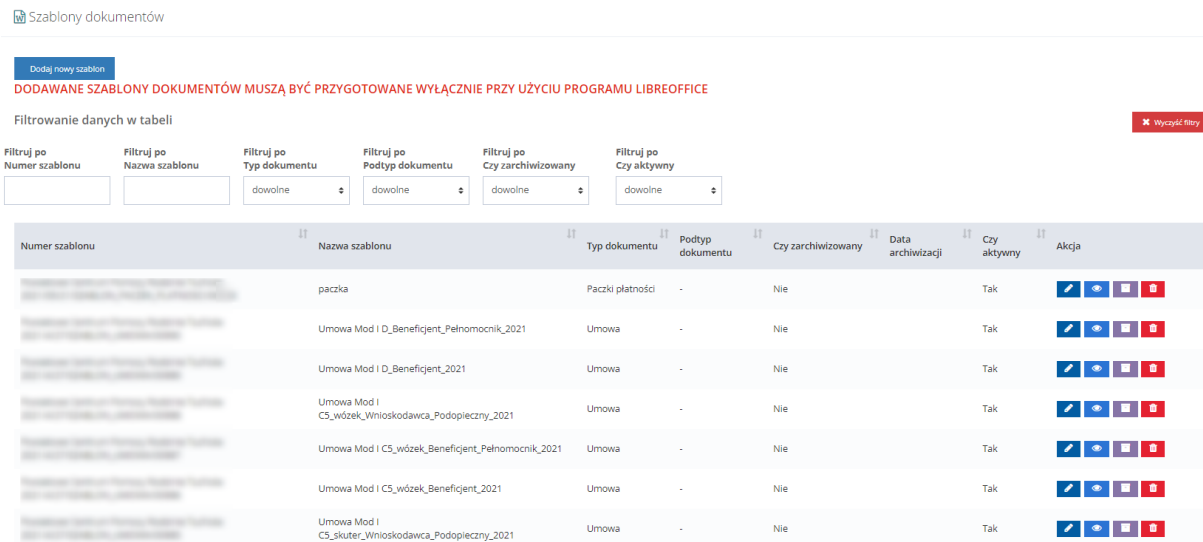 Szablony dokumentów
Dodaj nowy szablon
DODAWANE SZABLONY DOKUMENTÓW MUSZĄ BYĆ PRZYGOTOWANE WYŁĄCZNIE PRZY UŻYCIU PROGRAMU LIBREOFFICE
Filtrowanie danych w tabeli
Wyczyść filtry
Filtruj po Numer szablonu
Filtruj po Nazwa szablonu
Filtruj po Typ dokumentu
Filtruj po Podtyp dokumentu
Filtruj po Czy zarchiwizowany
Filtruj po Czy aktywny
dowolne dowolne dowolne dowolne
Numer szablonu Nazwa szablonu Typ dokumentu Podtyp dokumentu Czy zarchiwizowany Data archiwizacji Czy aktywny Akcja
paczka Paczki płatności - Nie Tak
Umowa Mod I D_Beneficjent_Pełnomocnik_2021 Umowa - Nie Tak
Umowa Mod I D_Beneficjent_2021 Umowa - Nie Tak
Umowa Mod I
C5_wózek_Wnioskodawca_Podopieczny_2021 Umowa - Nie Tak
Umowa Mod I C5_wózek_Beneficjent_Pełnomocnik_2021 Umowa - Nie Tak
Umowa Mod I C5_wózek_Beneficjent_2021 Umowa - Nie Tak
Umowa Mod I
C5_skuter_Wnioskodawca_Podopieczny_2021 Umowa - Nie Tak